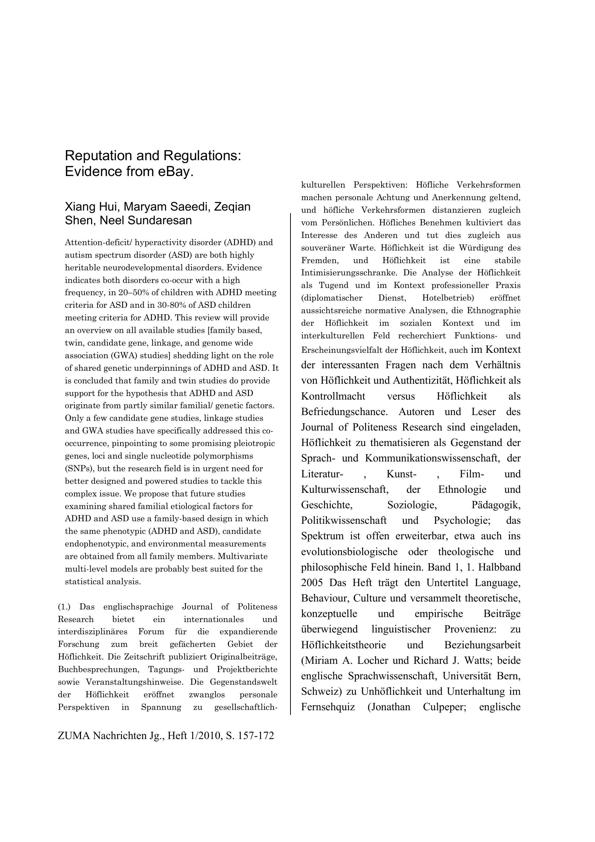 Reputation and Regulations:
Evidence from eBay.
Xiang Hui, Maryam Saeedi, Zeqian
Shen, Neel Sundaresan
Attention-deficit/ hyperactivity disorder (ADHD) and
autism spectrum disorder (ASD) are both highly
heritable neurodevelopmental disorders. Evidence
indicates both disorders co-occur with a high
frequency, in 20–50% of children with ADHD meeting
criteria for ASD and in 30-80% of ASD children
meeting criteria for ADHD. This review will provide
an overview on all available studies [family based,
twin, candidate gene, linkage, and genome wide
association (GWA) studies] shedding light on the role
of shared genetic underpinnings of ADHD and ASD. It
is concluded that family and twin studies do provide
support for the hypothesis that ADHD and ASD
originate from partly similar familial/ genetic factors.
Only a few candidate gene studies, linkage studies
and GWA studies have specifically addressed this co-
occurrence, pinpointing to some promising pleiotropic
genes, loci and single nucleotide polymorphisms
(SNPs), but the research field is in urgent need for
better designed and powered studies to tackle this
complex issue. We propose that future studies
examining shared familial etiological factors for
ADHD and ASD use a family-based design in which
the same phenotypic (ADHD and ASD), candidate
endophenotypic, and environmental measurements
are obtained from all family members. Multivariate
multi-level models are probably best suited for the
statistical analysis.
(1.) Das englischsprachige Journal of Politeness
Research bietet ein internationales und
interdisziplinäres Forum für die expandierende
Forschung zum breit gefächerten Gebiet der
Höflichkeit. Die Zeitschrift publiziert Originalbeiträge,
Buchbesprechungen, Tagungs- und Projektberichte
sowie Veranstaltungshinweise. Die Gegenstandswelt
der Höflichkeit eröffnet zwanglos personale
Perspektiven in Spannung zu gesellschaftlich-
kulturellen Perspektiven: Höfliche Verkehrsformen
machen personale Achtung und Anerkennung geltend,
und höfliche Verkehrsformen distanzieren zugleich
vom Persönlichen. Höfliches Benehmen kultiviert das
Interesse des Anderen und tut dies zugleich aus
souveräner Warte. Höflichkeit ist die Würdigung des
Fremden, und Höflichkeit ist eine stabile
Intimisierungsschranke. Die Analyse der Höflichkeit
als Tugend und im Kontext professioneller Praxis
(diplomatischer Dienst, Hotelbetrieb) eröffnet
aussichtsreiche normative Analysen, die Ethnographie
der Höflichkeit im sozialen Kontext und im
interkulturellen Feld recherchiert Funktions- und
Erscheinungsvielfalt der Höflichkeit, auch im Kontext
der interessanten Fragen nach dem Verhältnis
von Höflichkeit und Authentizität, Höflichkeit als
Kontrollmacht versus Höflichkeit als
Befriedungschance. Autoren und Leser des
Journal of Politeness Research sind eingeladen,
Höflichkeit zu thematisieren als Gegenstand der
Sprach- und Kommunikationswissenschaft, der
Literatur- , Kunst- , Film- und
Kulturwissenschaft, der Ethnologie und
Geschichte, Soziologie, Pädagogik,
Politikwissenschaft und Psychologie; das
Spektrum ist offen erweiterbar, etwa auch ins
evolutionsbiologische oder theologische und
philosophische Feld hinein. Band 1, 1. Halbband
2005 Das Heft trägt den Untertitel Language,
Behaviour, Culture und versammelt theoretische,
konzeptuelle und empirische Beiträge
überwiegend linguistischer Provenienz: zu
Höflichkeitstheorie und Beziehungsarbeit
(Miriam A. Locher und Richard J. Watts; beide
englische Sprachwissenschaft, Universität Bern,
Schweiz) zu Unhöflichkeit und Unterhaltung im
Fernsehquiz (Jonathan Culpeper; englische
ZUMA Nachrichten Jg., Heft 1/2010, S. 157-172